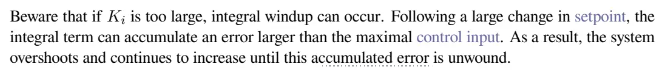 Beware that if Kᵢ is too large, integral windup can occur. Following a large change in setpoint, the
integral term can accumulate an error larger than the maximal control input. As a result, the system
overshoots and continues to increase until this accumulated error is unwound.